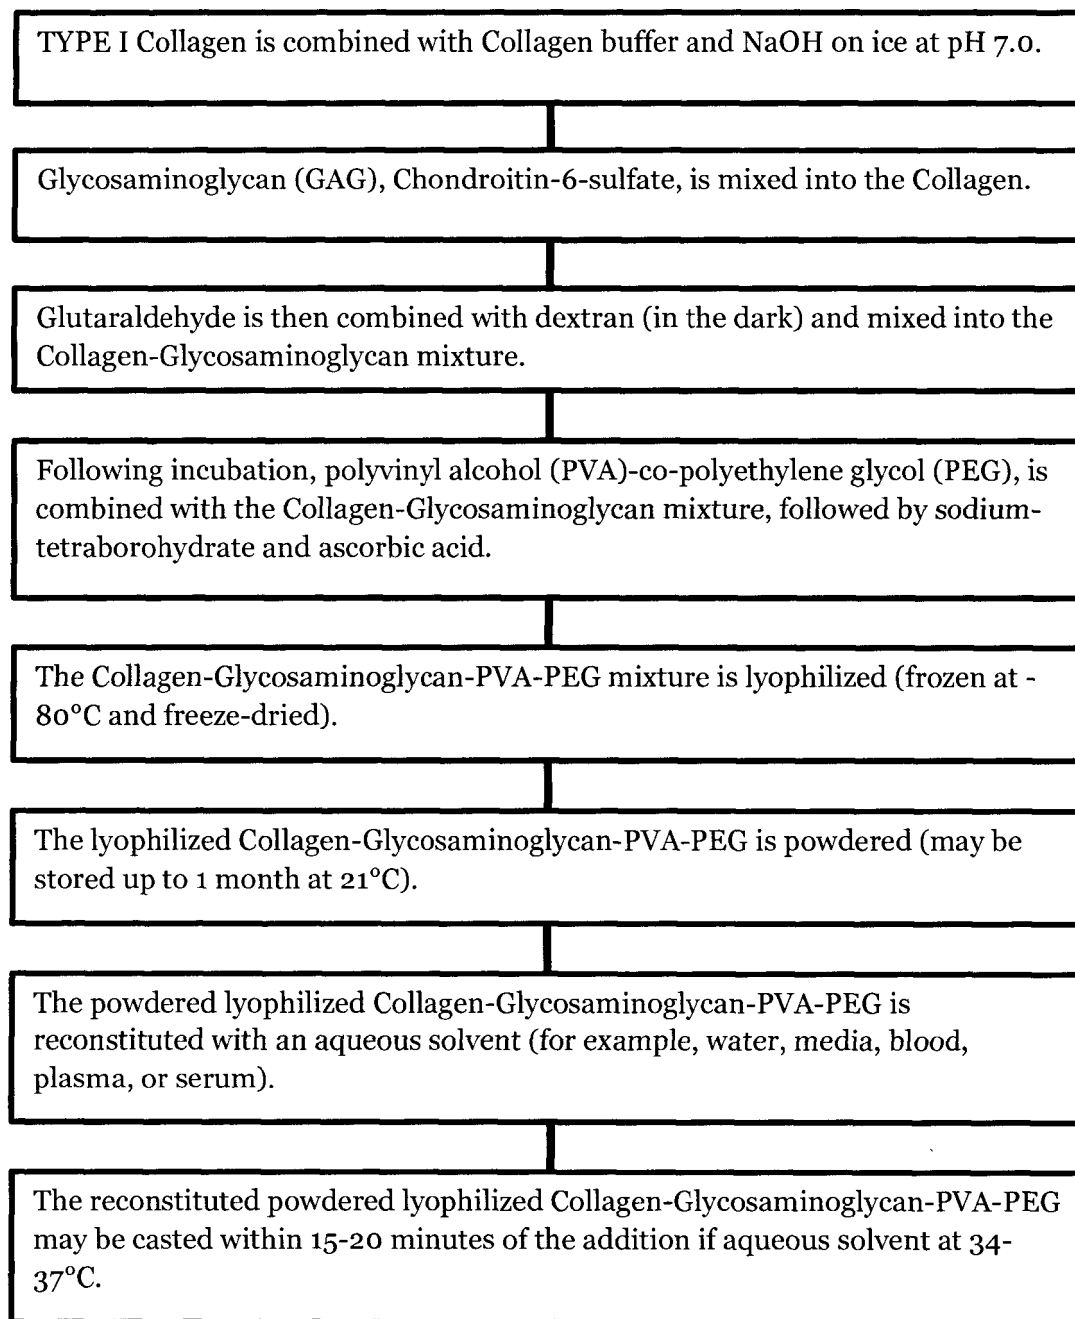 TYPE I Collagen is combined with Collagen buffer and NaOH on ice at pH 7.0.
Glycosaminoglycan (GAG), Chondroitin-6-sulfate, is mixed into the Collagen.
Glutaraldehyde is then combined with dextran (in the dark) and mixed into the
Collagen-Glycosaminoglycan mixture.
Following incubation, polyvinyl alcohol (PVA)-co-polyethylene glycol (PEG), is
combined with the Collagen-Glycosaminoglycan mixture, followed by sodium-
tetraborohydrate and ascorbic acid.
The Collagen-Glycosaminoglycan-PVA-PEG mixture is lyophilized (frozen at -
80°C and freeze-dried).
The lyophilized Collagen-Glycosaminoglycan-PVA-PEG is powdered (may be
stored up to 1 month at 21°C).
The powdered lyophilized Collagen-Glycosaminoglycan-PVA-PEG is
reconstituted with an aqueous solvent (for example, water, media, blood,
plasma, or serum).
The reconstituted powdered lyophilized Collagen-Glycosaminoglycan-PVA-PEG
may be casted within 15-20 minutes of the addition if aqueous solvent at 34-
37°C.